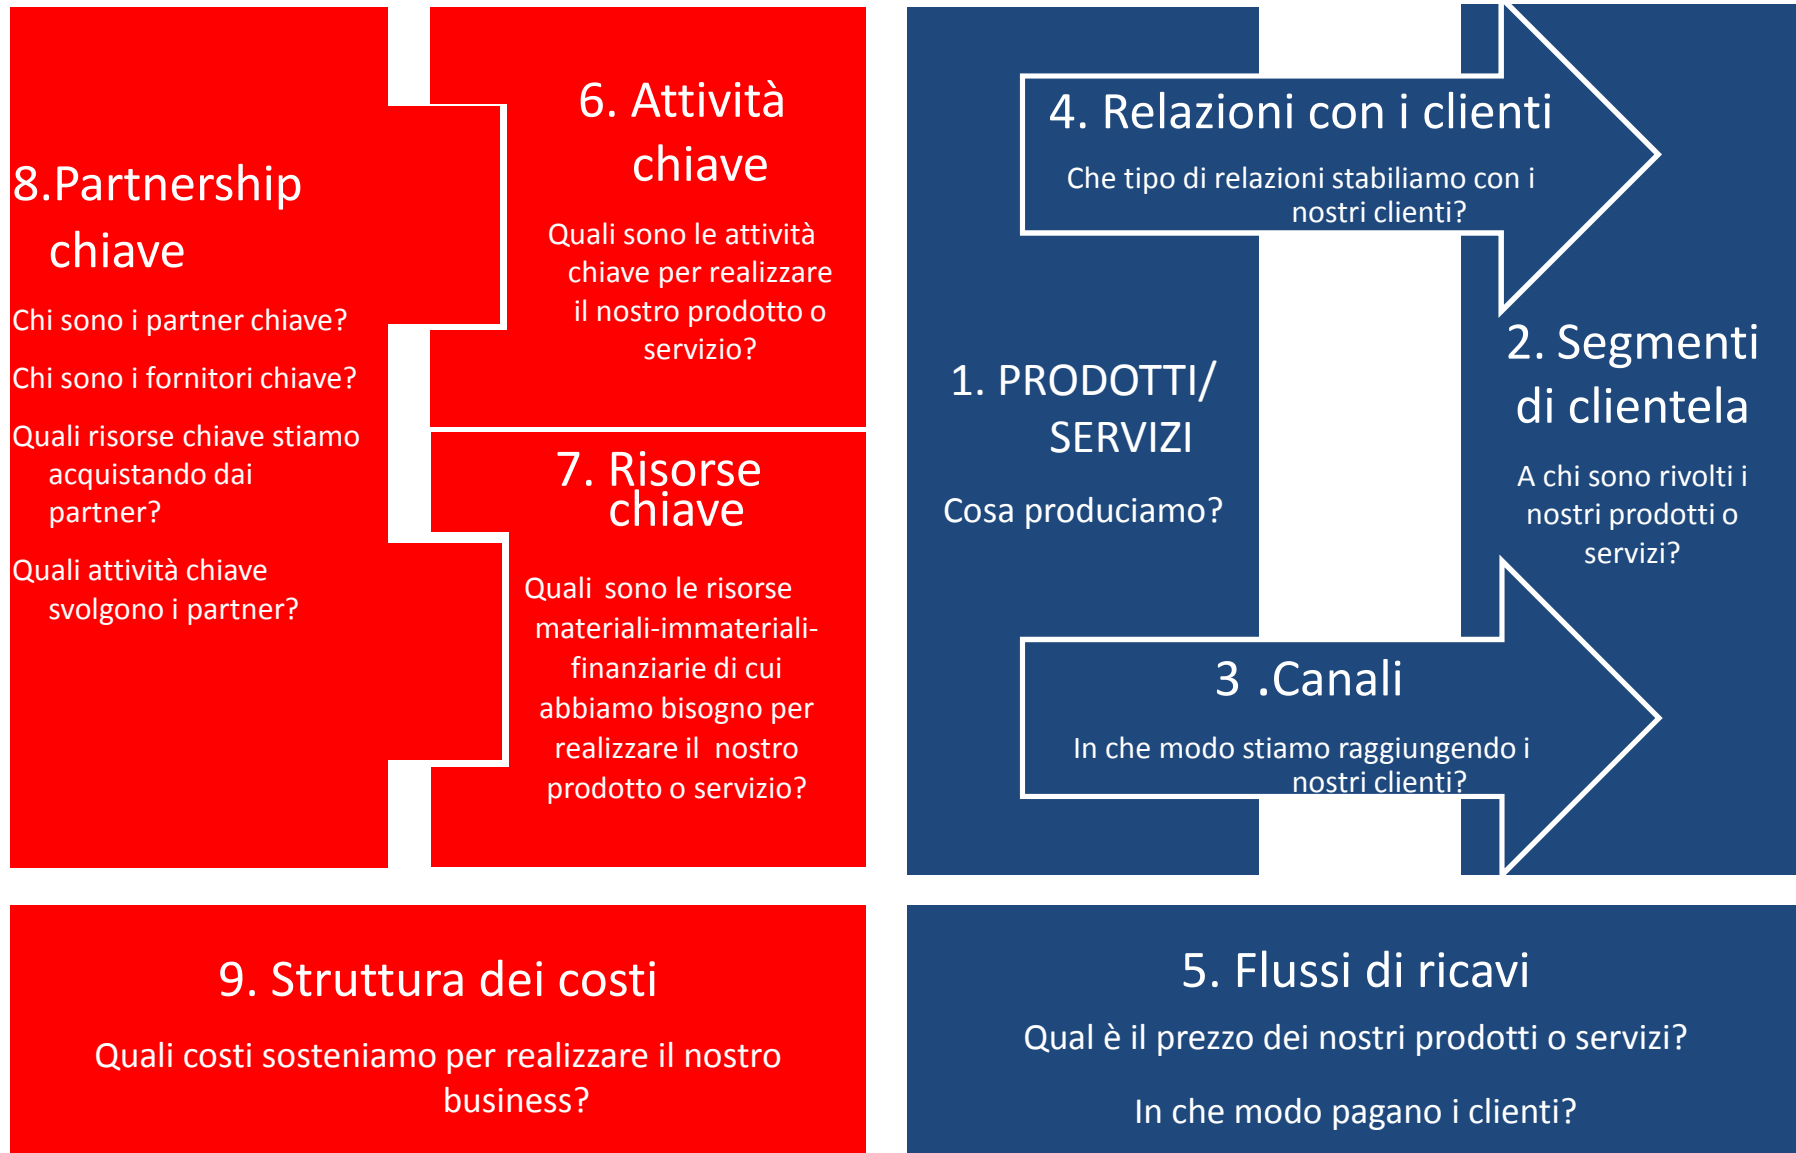 8.Partnership
chiave
Chi sono i partner chiave?
Chi sono i fornitori chiave?
Quali risorse chiave stiamo
acquistando dai
partner?
Quali attività chiave
svolgono i partner?
6. Attività
chiave
Quali sono le attività
chiave per realizzare
il nostro prodotto o
servizio?
7. Risorse
chiave
Quali sono le risorse
materiali-immateriali-
finanziarie di cui
abbiamo bisogno per
realizzare il nostro
prodotto o servizio?
1. PRODOTTI/
SERVIZI
Cosa produciamo?
4. Relazioni con i clienti
Che tipo di relazioni stabiliamo con i
nostri clienti?
3 .Canali
In che modo stiamo raggiungendo i
nostri clienti?
2. Segmenti
di clientela
A chi sono rivolti i
nostri prodotti o
servizi?
9. Struttura dei costi
Quali costi sosteniamo per realizzare il nostro
business?
5. Flussi di ricavi
Qual è il prezzo dei nostri prodotti o servizi?
In che modo pagano i clienti?